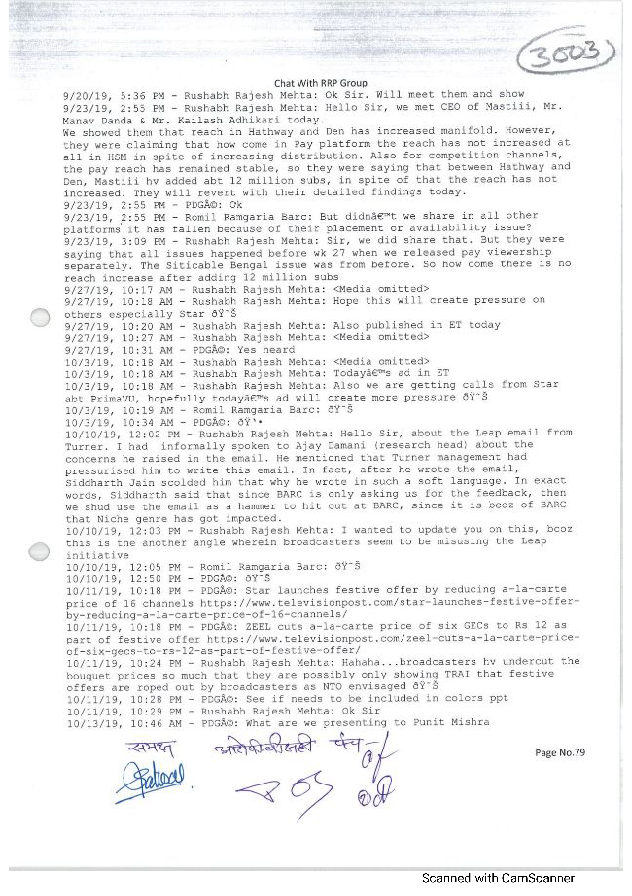 3003
Chat With RRP Group
9/20/19, 5:36 PM - Rushabh Rajesh Mehta: Ok Sir. Will meet them and show
9/23/19, 2:55 PM - Rushabh Rajesh Mehta: Hello Sir, we met CEO of Mastiii, Mr.
Manav Danda & Mr. Kailash Adhikari today.
We showed them that reach in Hathway and Den has increased manifold. However,
they were claiming that how come in Pay platform the reach has not increased at
all in HSM in spite of increasing distribution. Also for competition channels,
the pay reach has remained stable, so they were saying that between Hathway and
Den, Mastiii hv added abt 12 million subs, in spite of that the reach has not
increased. They will revert with their detailed findings today.
9/23/19, 2:55 PM - PDGÃ©: Ok
9/23/19, 2:55 PM - Romil Ramgaria Barc: But didnâ€™t we share in all other
platforms it has fallen because of their placement or availability issue?
9/23/19, 3:09 PM - Rushabh Rajesh Mehta: Sir, we did share that. But they were
saying that all issues happened before wk 27 when we released pay viewership
separately. The Siticable Bengal issue was from before. So how come there is no
reach increase after adding 12 million subs
9/27/19, 10:17 AM - Rushabh Rajesh Mehta: <Media omitted>
9/27/19, 10:18 AM - Rushabh Rajesh Mehta: Hope this will create pressure on
others especially Star ðŸ˜Š
9/27/19, 10:20 AM - Rushabh Rajesh Mehta: Also published in ET today
9/27/19, 10:27 AM - Rushabh Rajesh Mehta: <Media omitted>
9/27/19, 10:31 AM - PDGÃ©: Yes heard
10/3/19, 10:18 AM - Rushabh Rajesh Mehta: <Media omitted>
10/3/19, 10:18 AM - Rushabh Rajesh Mehta: Todayâ€™s ad in ET
10/3/19, 10:18 AM - Rushabh Rajesh Mehta: Also we are getting calls from Star
abt PrimaVU, hopefully todayâ€™s ad will create more pressure ðŸ˜Š
10/3/19, 10:19 AM - Romil Ramgaria Barc: ðŸ˜Š
10/3/19, 10:34 AM - PDGÃ©: ðŸ‘•
10/10/19, 12:02 PM - Rushabh Rajesh Mehta: Hello Sir, about the Leap email from
Turner. I had informally spoken to Ajay Damani (research head) about the
concerns he raised in the email. He mentioned that Turner management had
pressurised him to write this email. In fact, after he wrote the email,
Siddharth Jain scolded him that why he wrote in such a soft language. In exact
words, Siddharth said that since BARC is only asking us for the feedback, then
we shud use the email as a hammer to hit out at BARC, since it is bcoz of BARC
that Niche genre has got impacted.
10/10/19, 12:03 PM - Rushabh Rajesh Mehta: I wanted to update you on this, bcoz
this is the another angle wherein broadcasters seem to be misusing the Leap
initiative
10/10/19, 12:05 PM - Romil Ramgaria Barc: ðŸ˜Š
10/10/19, 12:50 PM - PDGÃ©: ðŸ˜Š
10/11/19, 10:18 PM - PDGÃ©: Star launches festive offer by reducing a-la-carte
price of 16 channels https://www.televisionpost.com/star-launches-festive-offer-
by-reducing-a-la-carte-price-of-16-channels/
10/11/19, 10:18 PM - PDGÃ©: ZEEL cuts a-la-carte price of six GECs to Rs 12 as
part of festive offer https://www.televisionpost.com/zeel-cuts-a-la-carte-price-
of-six-gecs-to-rs-12-as-part-of-festive-offer/
10/11/19, 10:24 PM - Rushabh Rajesh Mehta: Hahaha...broadcasters hv undercut the
bouquet prices so much that they are possibly only showing TRAI that festive
offers are roped out by broadcasters as NTO envisaged ðŸ˜Š
10/11/19, 10:28 PM - PDGÃ©: See if needs to be included in colors ppt
10/11/19, 10:29 PM - Rushabh Rajesh Mehta: Ok Sir
10/13/19, 10:46 AM - PDGÃ©: What are we presenting to Punit Mishra
समक्ष पंच
Page No.79
Scanned with CamScanner